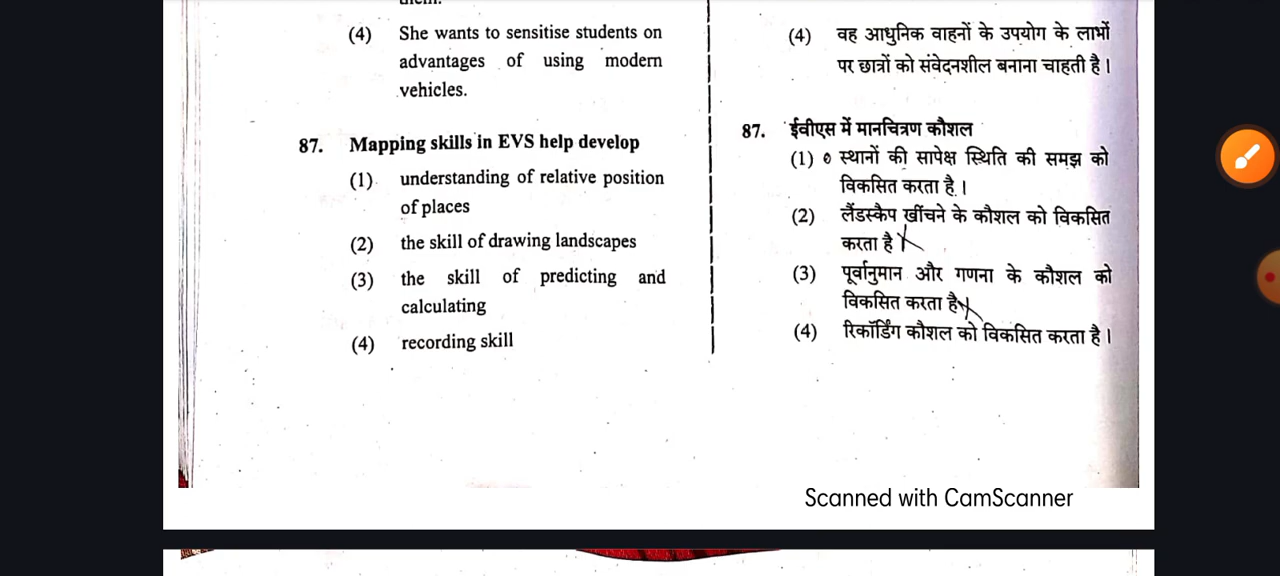 (4) She wants to sensitise students on
advantages of using modern
vehicles.
87. Mapping skills in EVS help develop
(1) understanding of relative position
of places
(2) the skill of drawing landscapes
(3) the skill of predicting and
calculating
(4) recording skill
(4) वह आधुनिक वाहनों के उपयोग के लाभों
पर छात्रों को संवेदनशील बनाना चाहती है।
87. ईवीएस में मानचित्रण कौशल
(1) स्थानों की सापेक्ष स्थिति की समझ को
विकसित करता है।
(2) लैंडस्कैप खींचने के कौशल को विकसित
करता है
(3) पूर्वानुमान और गणना के कौशल को
विकसित करता है
(4) रिकॉर्डिंग कौशल को विकसित करता है।
Scanned with CamScanner